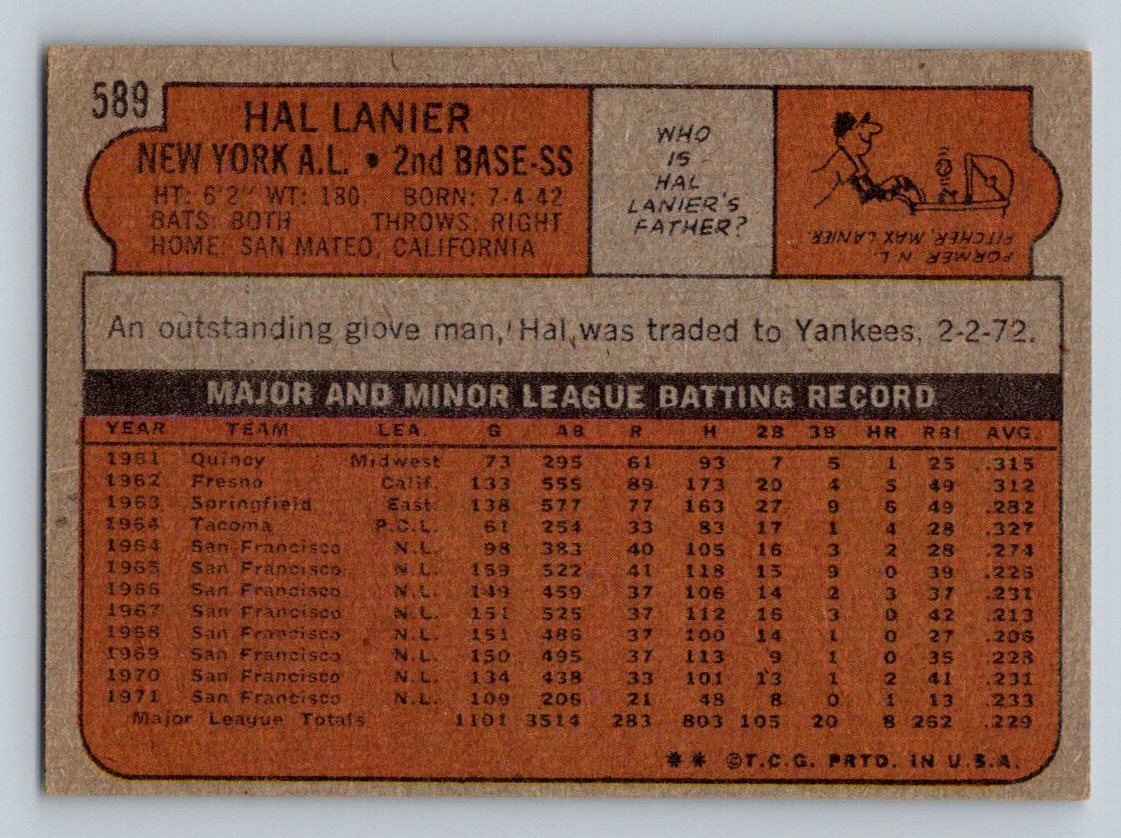 589
HAL LANIER
NEW YORK A.L. • 2nd BASE-SS
HT: 6'2" WT: 180 BORN: 7-4-42
BATS: BOTH THROWS: RIGHT
HOME: SAN MATEO, CALIFORNIA
WHO
IS
HAL
LANIER'S
FATHER?
FORMER N.L.
PITCHER, MAX LANIER.
An outstanding glove man, Hal was traded to Yankees, 2-2-72.
MAJOR AND MINOR LEAGUE BATTING RECORD
YEAR TEAM LEA. G AB R H 2B 3B HR RBI AVG.
1961 Quincy Midwest 73 295 61 93 7 5 1 25 .315
1962 Fresno Calif. 133 555 89 173 20 4 5 49 .312
1963 Springfield East. 138 577 77 163 27 9 6 49 .282
1964 Tacoma P.C.L. 61 254 33 83 17 1 4 28 .327
1964 San Francisco N.L. 98 383 40 105 16 3 2 28 .274
1965 San Francisco N.L. 159 522 41 118 15 9 0 39 .226
1966 San Francisco N.L. 149 459 37 106 14 2 3 37 .231
1967 San Francisco N.L. 151 525 37 112 16 3 0 42 .213
1968 San Francisco N.L. 151 486 37 100 14 1 0 27 .206
1969 San Francisco N.L. 150 495 37 113 9 1 0 35 .228
1970 San Francisco N.L. 134 438 33 101 13 1 2 41 .231
1971 San Francisco N.L. 109 206 21 48 8 0 1 13 .233
Major League Totals 1101 3514 283 803 105 20 8 262 .229
** ©T.C.G. PRTD. IN U.S.A.